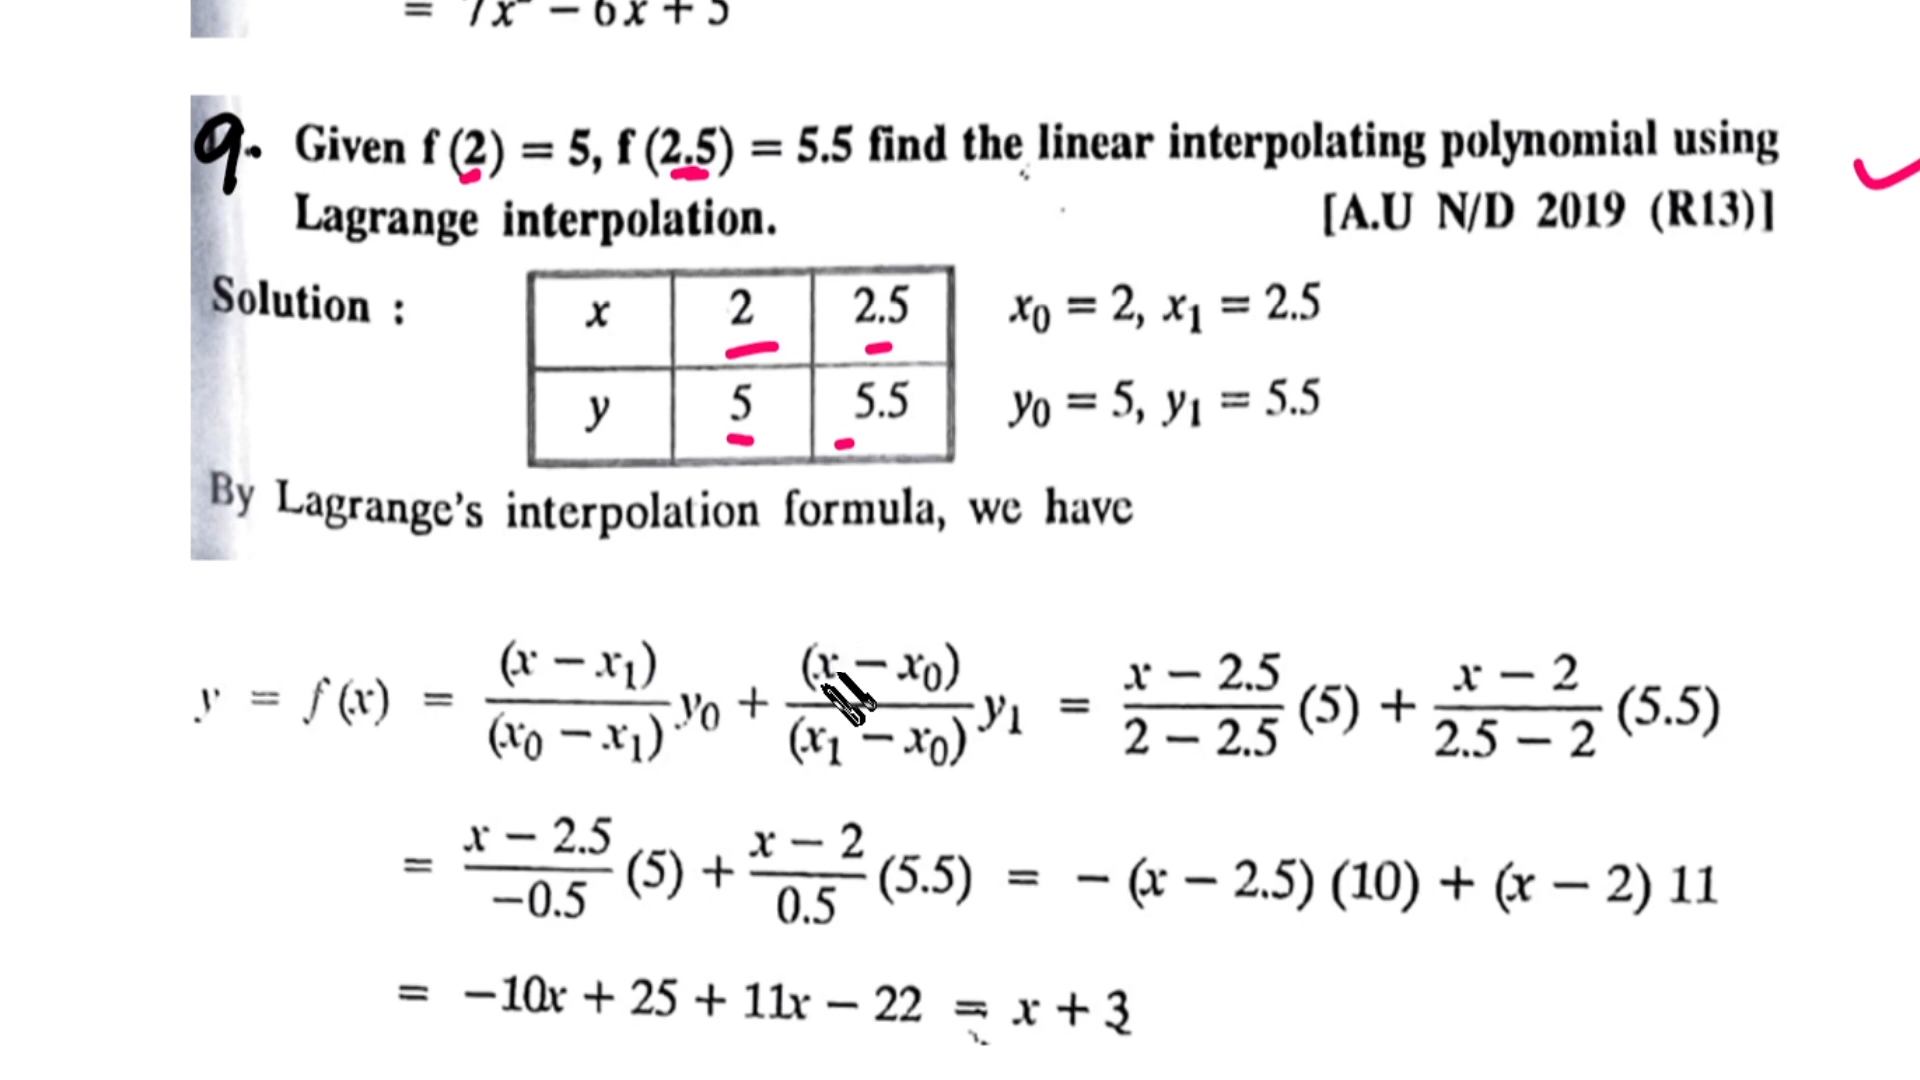 = 7x² − 6x + 5
9. Given f (2) = 5, f (2.5) = 5.5 find the linear interpolating polynomial using
Lagrange interpolation. [A.U N/D 2019 (R13)]
Solution :
x 2 2.5
y 5 5.5
x₀ = 2, x₁ = 2.5
y₀ = 5, y₁ = 5.5
By Lagrange's interpolation formula, we have
y = f (x) = (x − x₁)/(x₀ − x₁) y₀ + (x − x₀)/(x₁ − x₀) y₁ = (x − 2.5)/(2 − 2.5) (5) + (x − 2)/(2.5 − 2) (5.5)
= (x − 2.5)/(−0.5) (5) + (x − 2)/(0.5) (5.5) = − (x − 2.5) (10) + (x − 2) 11
= −10x + 25 + 11x − 22 = x + 3